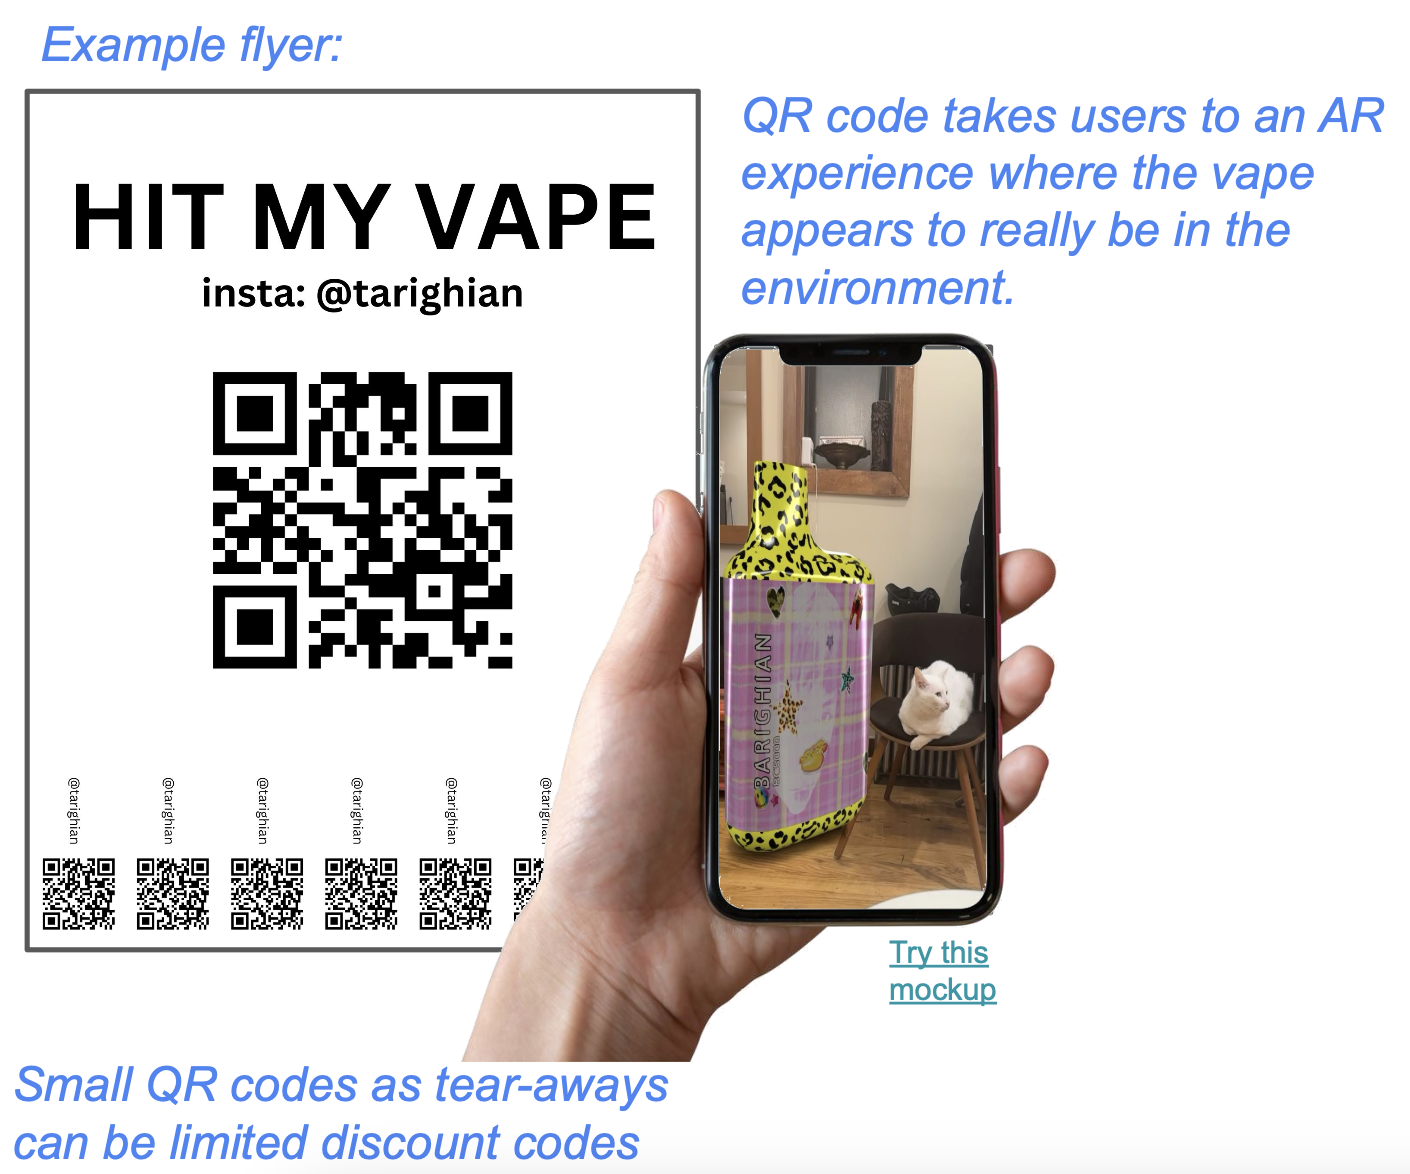 Example flyer:
HIT MY VAPE
insta: @tarighian
QR code takes users to an AR
experience where the vape
appears to really be in the
environment.
BARIGHIAN
@tarighian
@tarighian
@tarighian
@tarighian
@tarighian
Try this
mockup
Small QR codes as tear-aways
can be limited discount codes